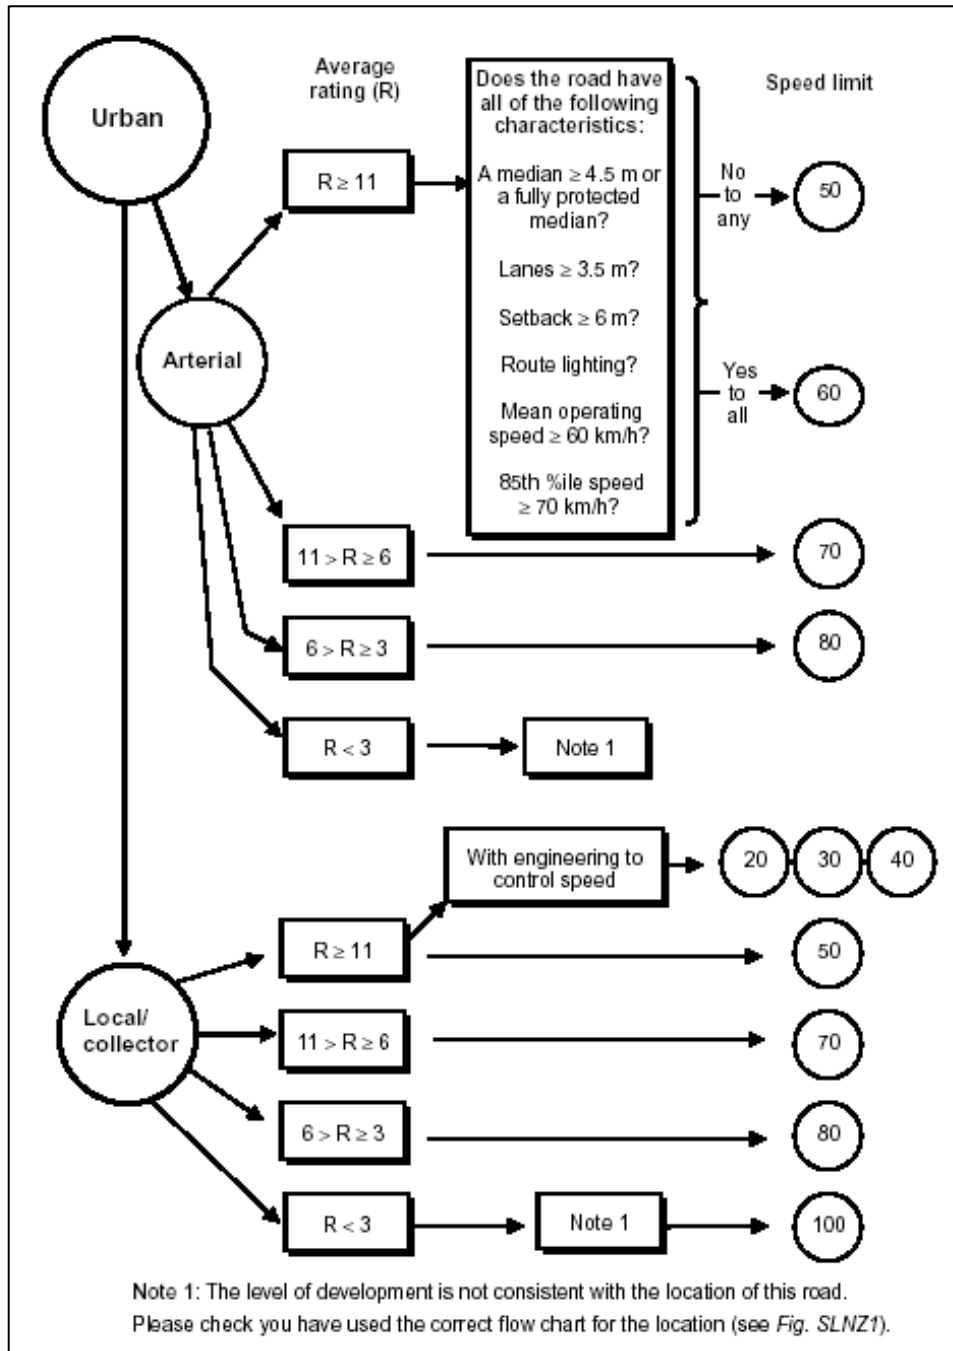 Urban
Average
rating (R)
Does the road have
all of the following
characteristics:
A median ≥ 4.5 m or
a fully protected
median?
Lanes ≥ 3.5 m?
Setback ≥ 6 m?
Route lighting?
Mean operating
speed ≥ 60 km/h?
85th %ile speed
≥ 70 km/h?
Speed limit
R ≥ 11
No
to
any
50
Arterial
Yes
to
all
60
11 > R ≥ 6
70
6 > R ≥ 3
80
R < 3
Note 1
With engineering to
control speed
20
30
40
R ≥ 11
50
Local/
collector
11 > R ≥ 6
70
6 > R ≥ 3
80
R < 3
Note 1
100
Note 1: The level of development is not consistent with the location of this road.
Please check you have used the correct flow chart for the location (see Fig. SLNZ1).